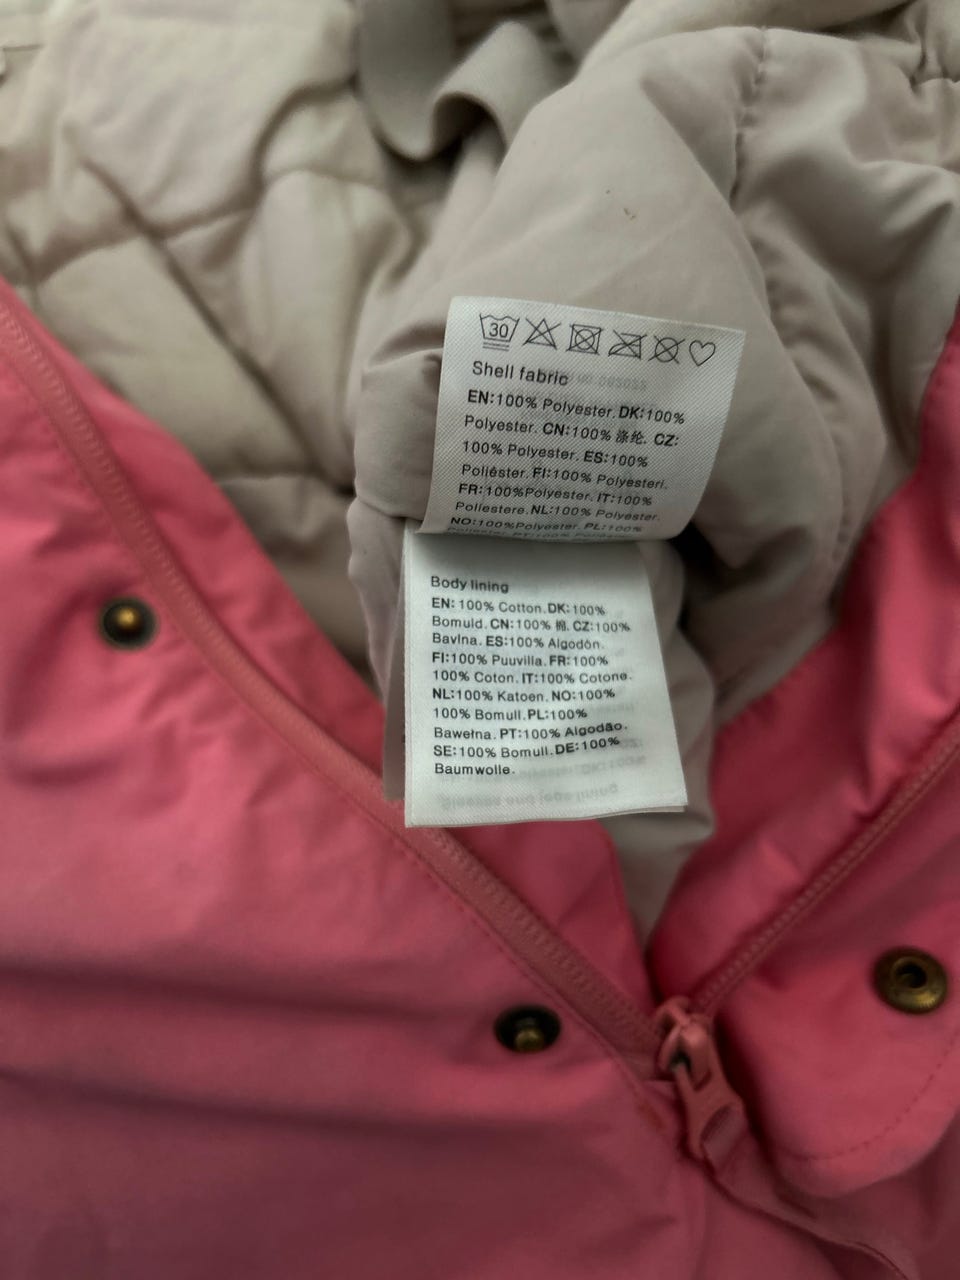 30
Shell fabric
EN:100% Polyester. DK:100%
Polyester. CN:100% 涤纶. CZ:
100% Polyester. ES:100%
Poliéster. FI:100% Polyesteri.
FR:100%Polyester. IT:100%
Poliestere. NL:100% Polyester.
NO:100%Polyester. PL:100%
Poliester. PT:100%
Body lining
EN: 100% Cotton. DK:100%
Bomuld. CN:100% 棉. CZ:100%
Bavlna. ES:100% Algodón.
FI:100% Puuvilla. FR:100%
100% Coton. IT:100% Cotone.
NL:100% Katoen. NO:100%
100% Bomull. PL:100%
Bawełna. PT:100% Algodão.
SE:100% Bomull. DE:100%
Baumwolle.